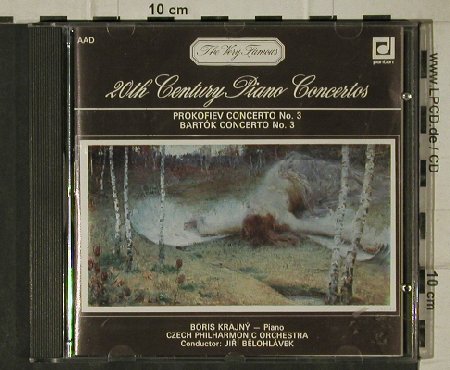 10 cm
AAD
The Very Famous
20th Century Piano Concertos
PROKOFIEV CONCERTO No. 3
BARTÓK CONCERTO No. 3
BORIS KRAJNÝ — Piano
CZECH PHILHARMONIC ORCHESTRA
Conductor: JIŘÍ BĚLOHLÁVEK
www.LPCD.de / CD
10 cm